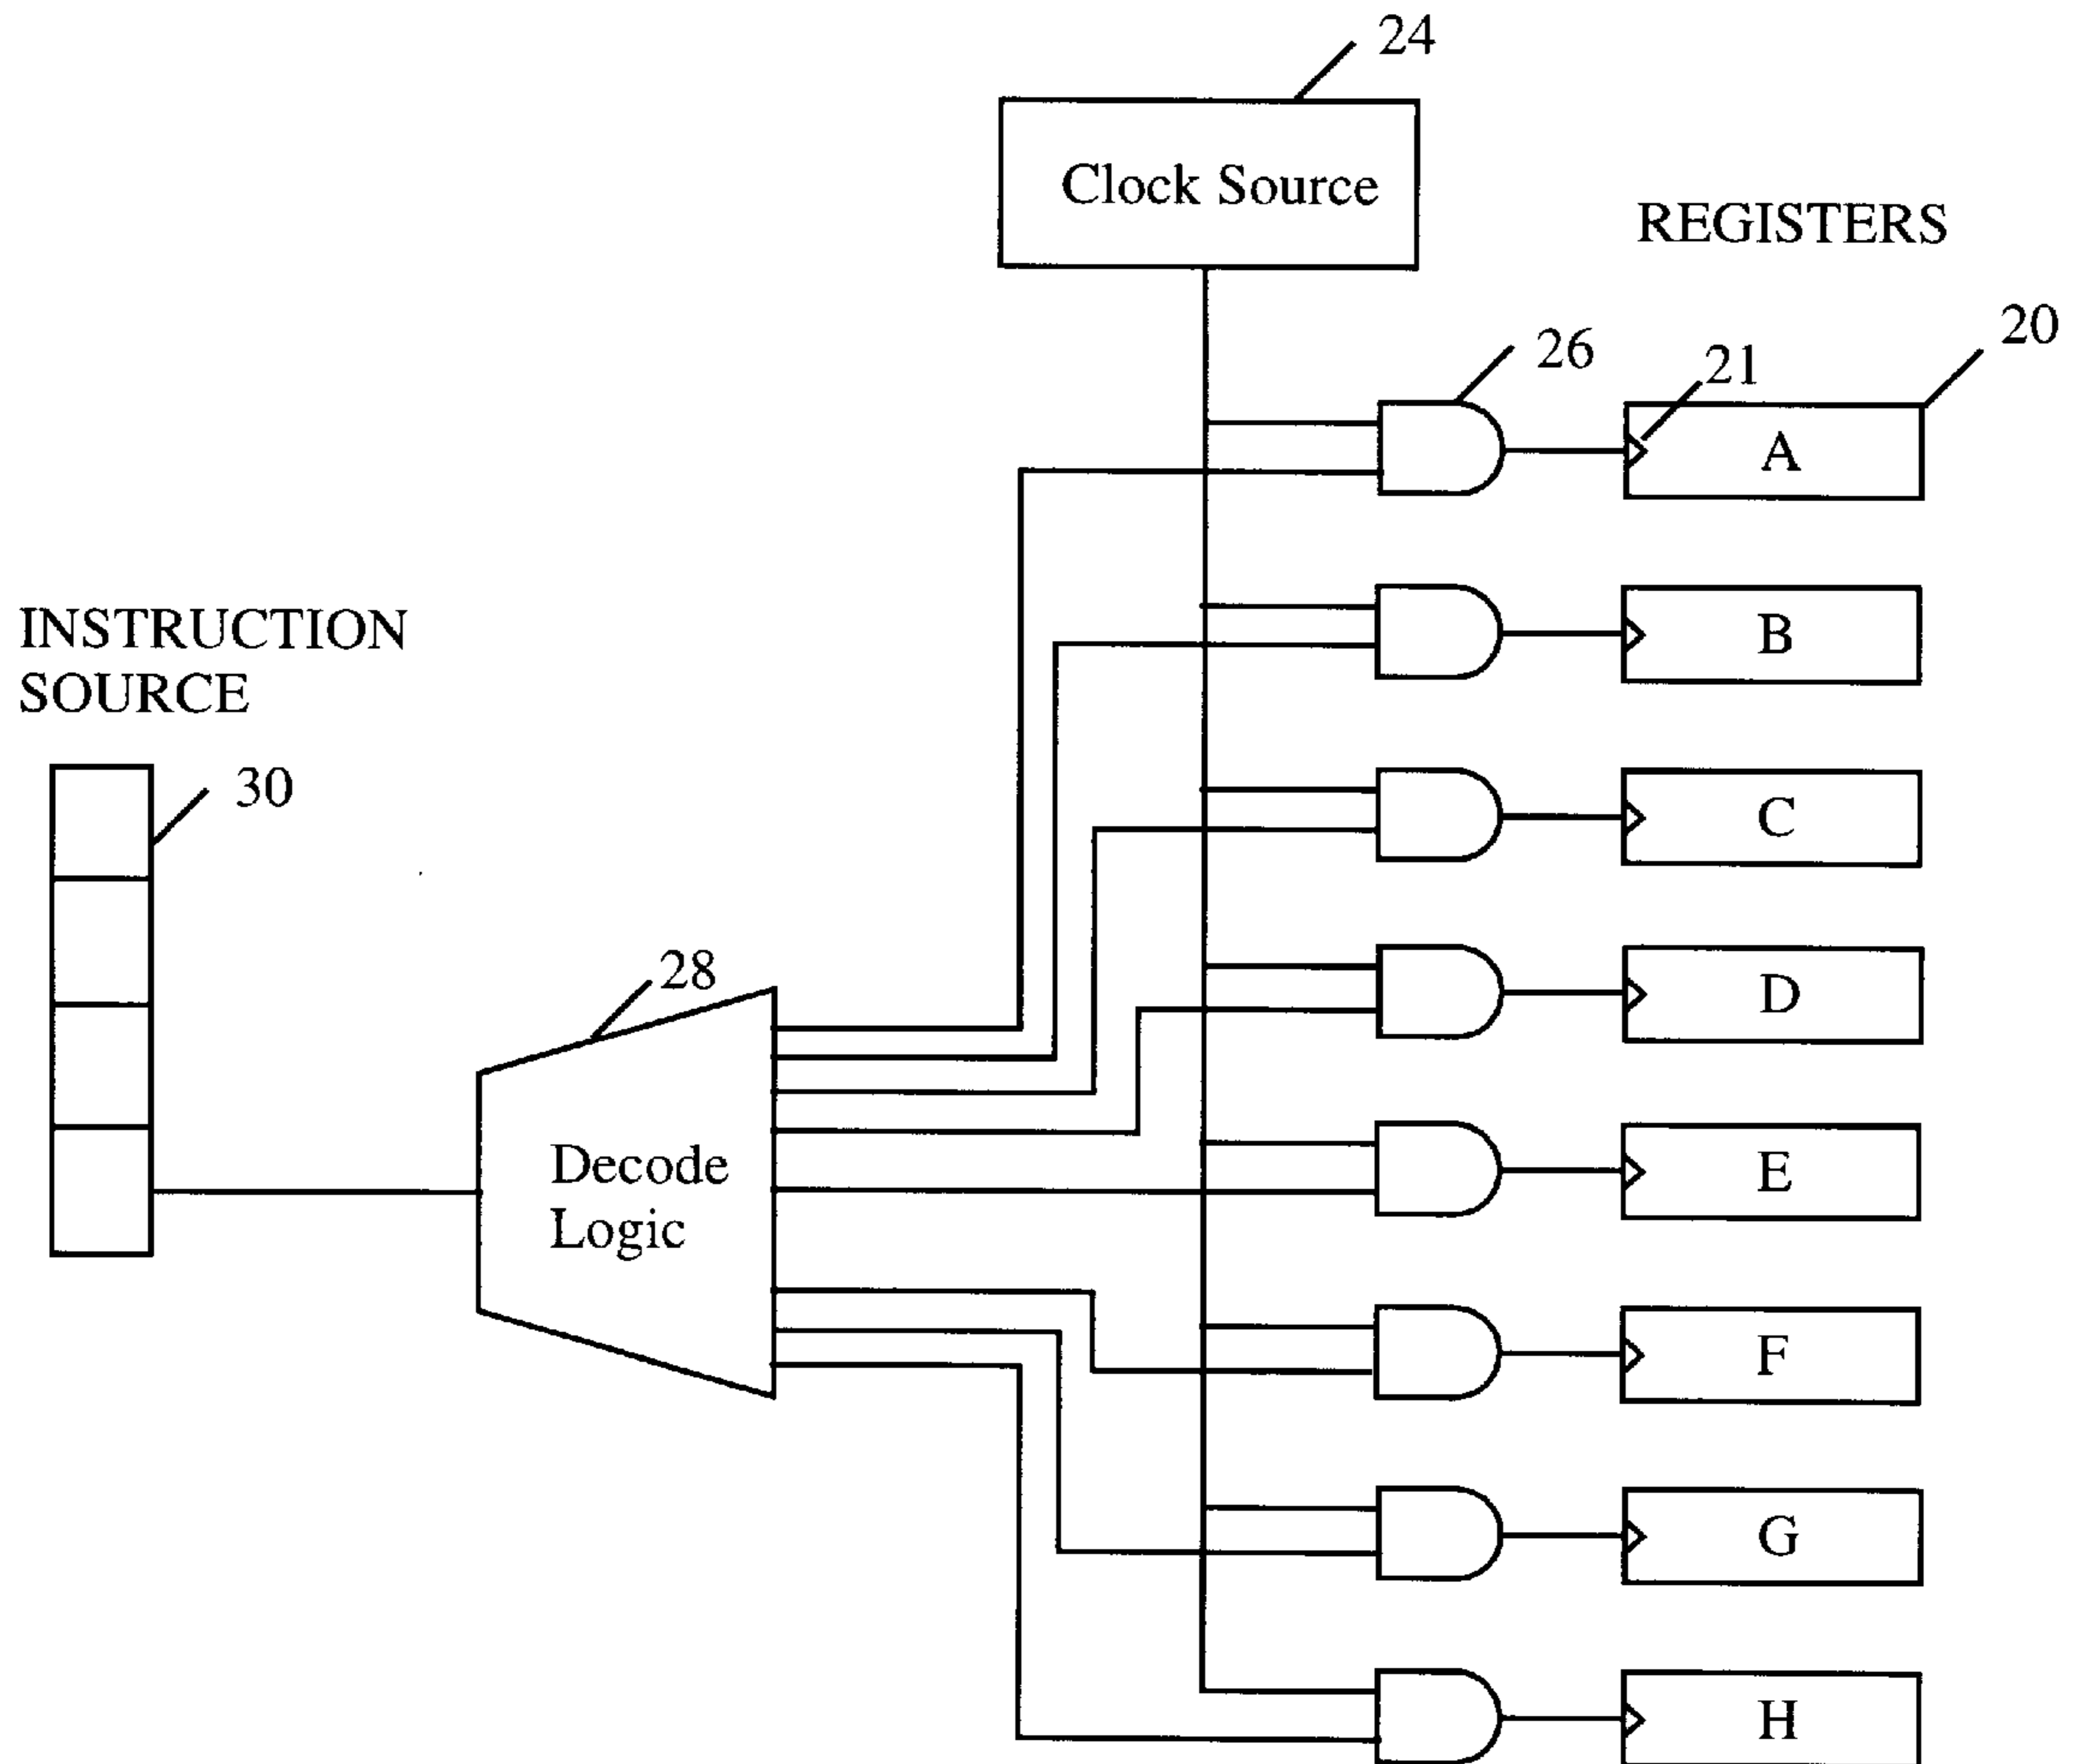 24
Clock Source
REGISTERS
20
26
21
A
B
INSTRUCTION
SOURCE
30
C
28
D
Decode
Logic
E
F
G
H